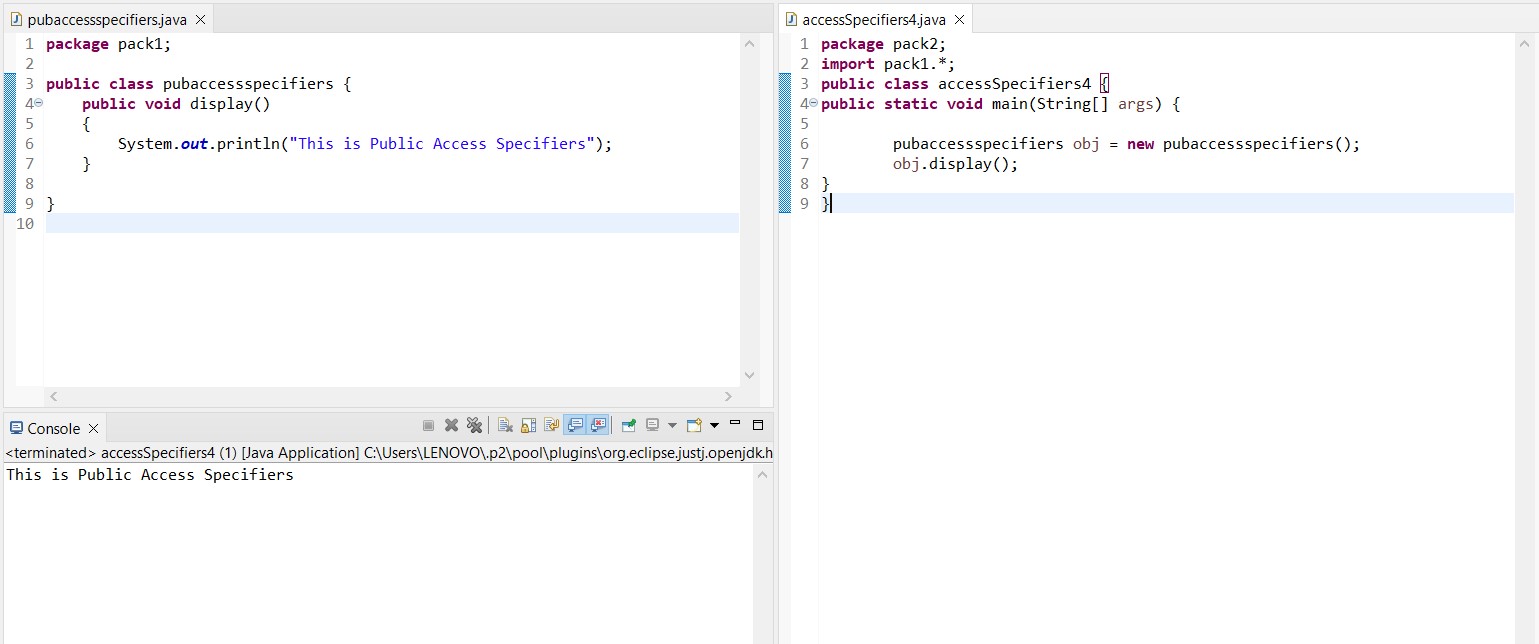 pubaccessspecifiers.java
1 package pack1;
2
3 public class pubaccessspecifiers {
4 public void display()
5 {
6 System.out.println("This is Public Access Specifiers");
7 }
8
9 }
10
Console
<terminated> accessSpecifiers4 (1) [Java Application] C:\Users\LENOVO\.p2\pool\plugins\org.eclipse.justj.openjdk.h
This is Public Access Specifiers
accessSpecifiers4.java
1 package pack2;
2 import pack1.*;
3 public class accessSpecifiers4 {
4 public static void main(String[] args) {
5
6 pubaccessspecifiers obj = new pubaccessspecifiers();
7 obj.display();
8 }
9 }